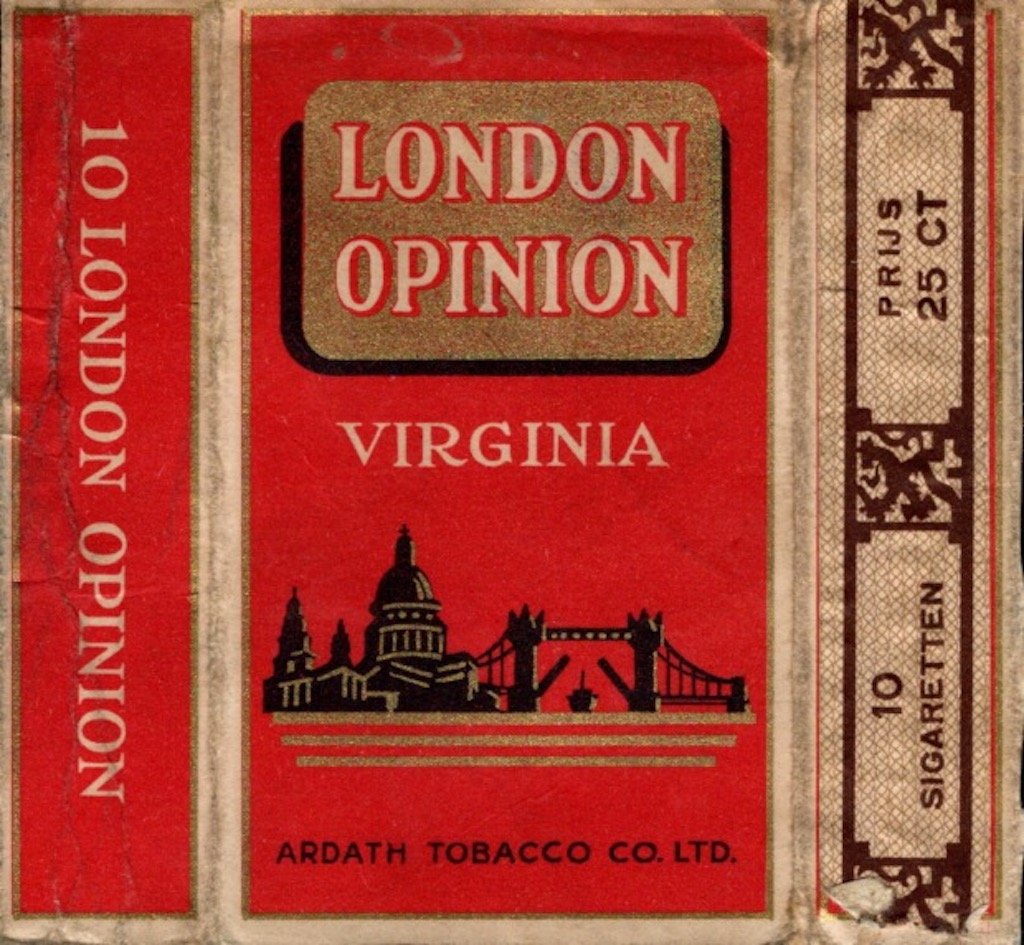 10 LONDON OPINION
LONDON
OPINION
VIRGINIA
ARDATH TOBACCO CO. LTD.
PRIJS
25 CT
10
SIGARETTEN